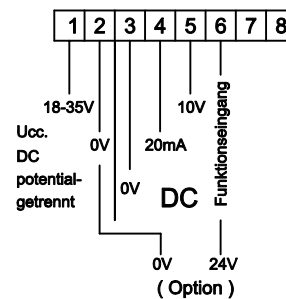 1 2 3 4 5 6 7 8
18-35V
0V
0V
20mA
10V
Funktionseingang
Ucc.
DC
potential-
getrennt
DC
0V
24V
( Option )